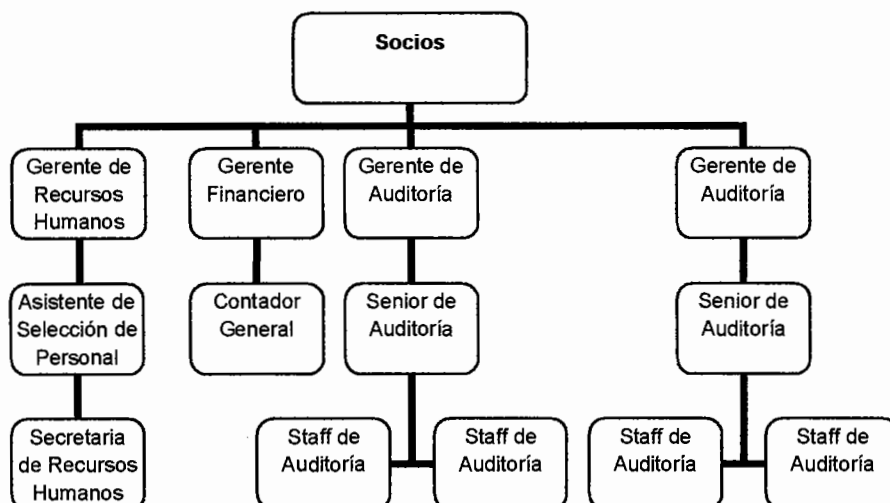 Socios
Gerente de
Recursos
Humanos
Gerente
Financiero
Gerente de
Auditoría
Gerente de
Auditoría
Asistente de
Selección de
Personal
Contador
General
Senior de
Auditoría
Senior de
Auditoría
Secretaria
de Recursos
Humanos
Staff de
Auditoría
Staff de
Auditoría
Staff de
Auditoría
Staff de
Auditoría